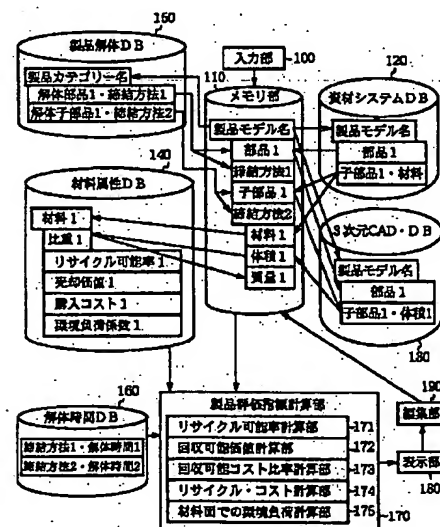 150
製品解体DB
製品カテゴリー名
解体部品1・締結方法1
解体子部品1・締結方法2
入力部
100
110
メモリ部
製品モデル名
部品1
締結方法1
子部品1
締結方法2
材料1
体積1
質量1
120
資材システムDB
製品モデル名
部品1
子部品1・材料
140
材料属性DB
材料1
比重1
リサイクル可能率1
売却価値1
購入コスト1
環境負荷係数1
3次元CAD・DB
製品モデル名
部品1
子部品1・体積1
130
160
解体時間DB
締結方法1・解体時間1
締結方法2・解体時間2
製品評価指標計算部
リサイクル可能率計算部
171
回収可能価値計算部
172
回収可能コスト比率計算部
173
リサイクル・コスト計算部
174
材料面での環境負荷計算部
175
170
190
編集部
表示部
180